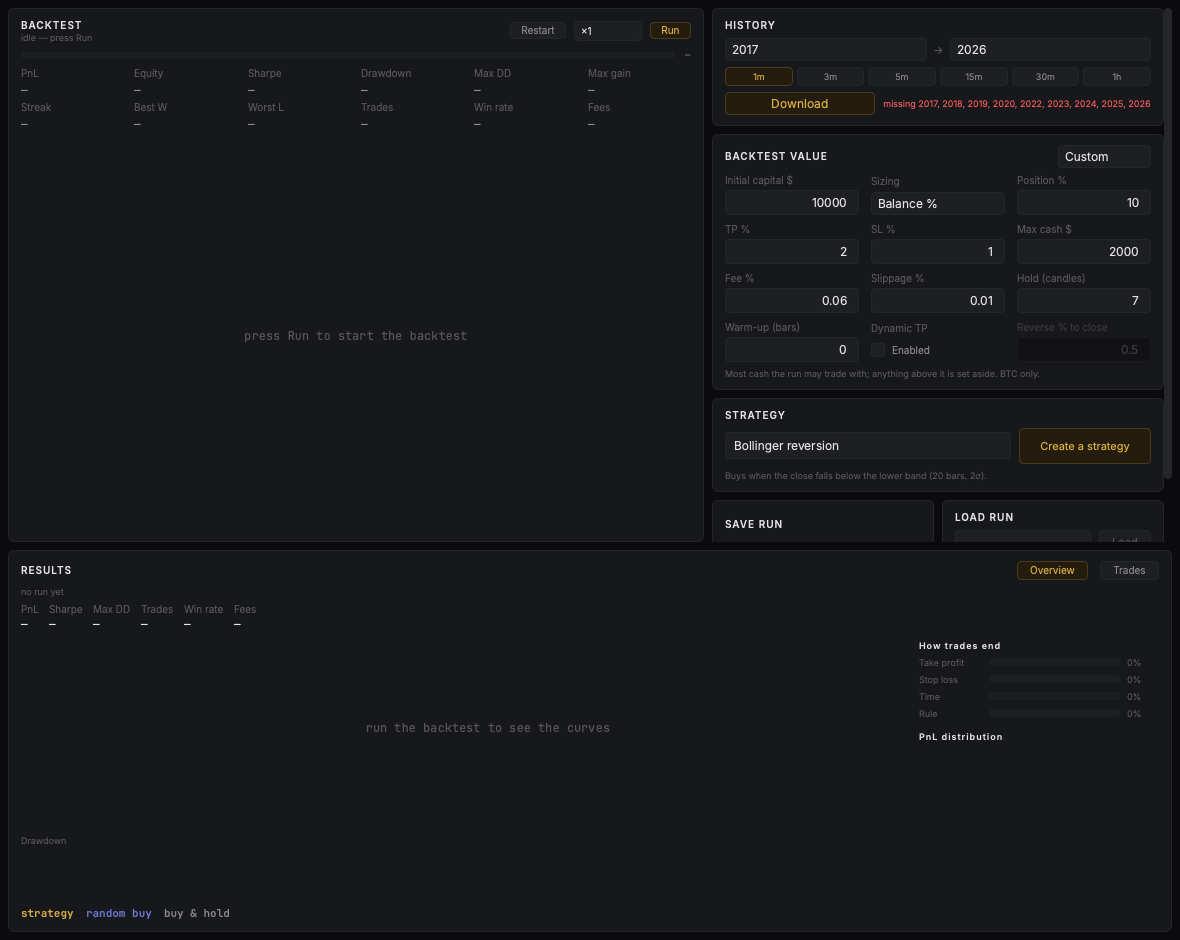 BACKTEST
idle — press Run
Restart
×1
Run
–
PnL Equity Sharpe Drawdown Max DD Max gain
– – – – – –
Streak Best W Worst L Trades Win rate Fees
– – – – – –
press Run to start the backtest
HISTORY
2017 → 2026
1m 3m 5m 15m 30m 1h
Download missing 2017, 2018, 2019, 2020, 2022, 2023, 2024, 2025, 2026
BACKTEST VALUE Custom
Initial capital $ Sizing Position %
10000 Balance % 10
TP % SL % Max cash $
2 1 2000
Fee % Slippage % Hold (candles)
0.06 0.01 7
Warm-up (bars) Dynamic TP Reverse % to close
0 Enabled 0.5
Most cash the run may trade with; anything above it is set aside. BTC only.
STRATEGY
Bollinger reversion Create a strategy
Buys when the close falls below the lower band (20 bars, 2σ).
SAVE RUN
LOAD RUN
Load
RESULTS Overview Trades
no run yet
PnL Sharpe Max DD Trades Win rate Fees
– – – – – –
run the backtest to see the curves
How trades end
Take profit 0%
Stop loss 0%
Time 0%
Rule 0%
PnL distribution
Drawdown
strategy random buy buy & hold